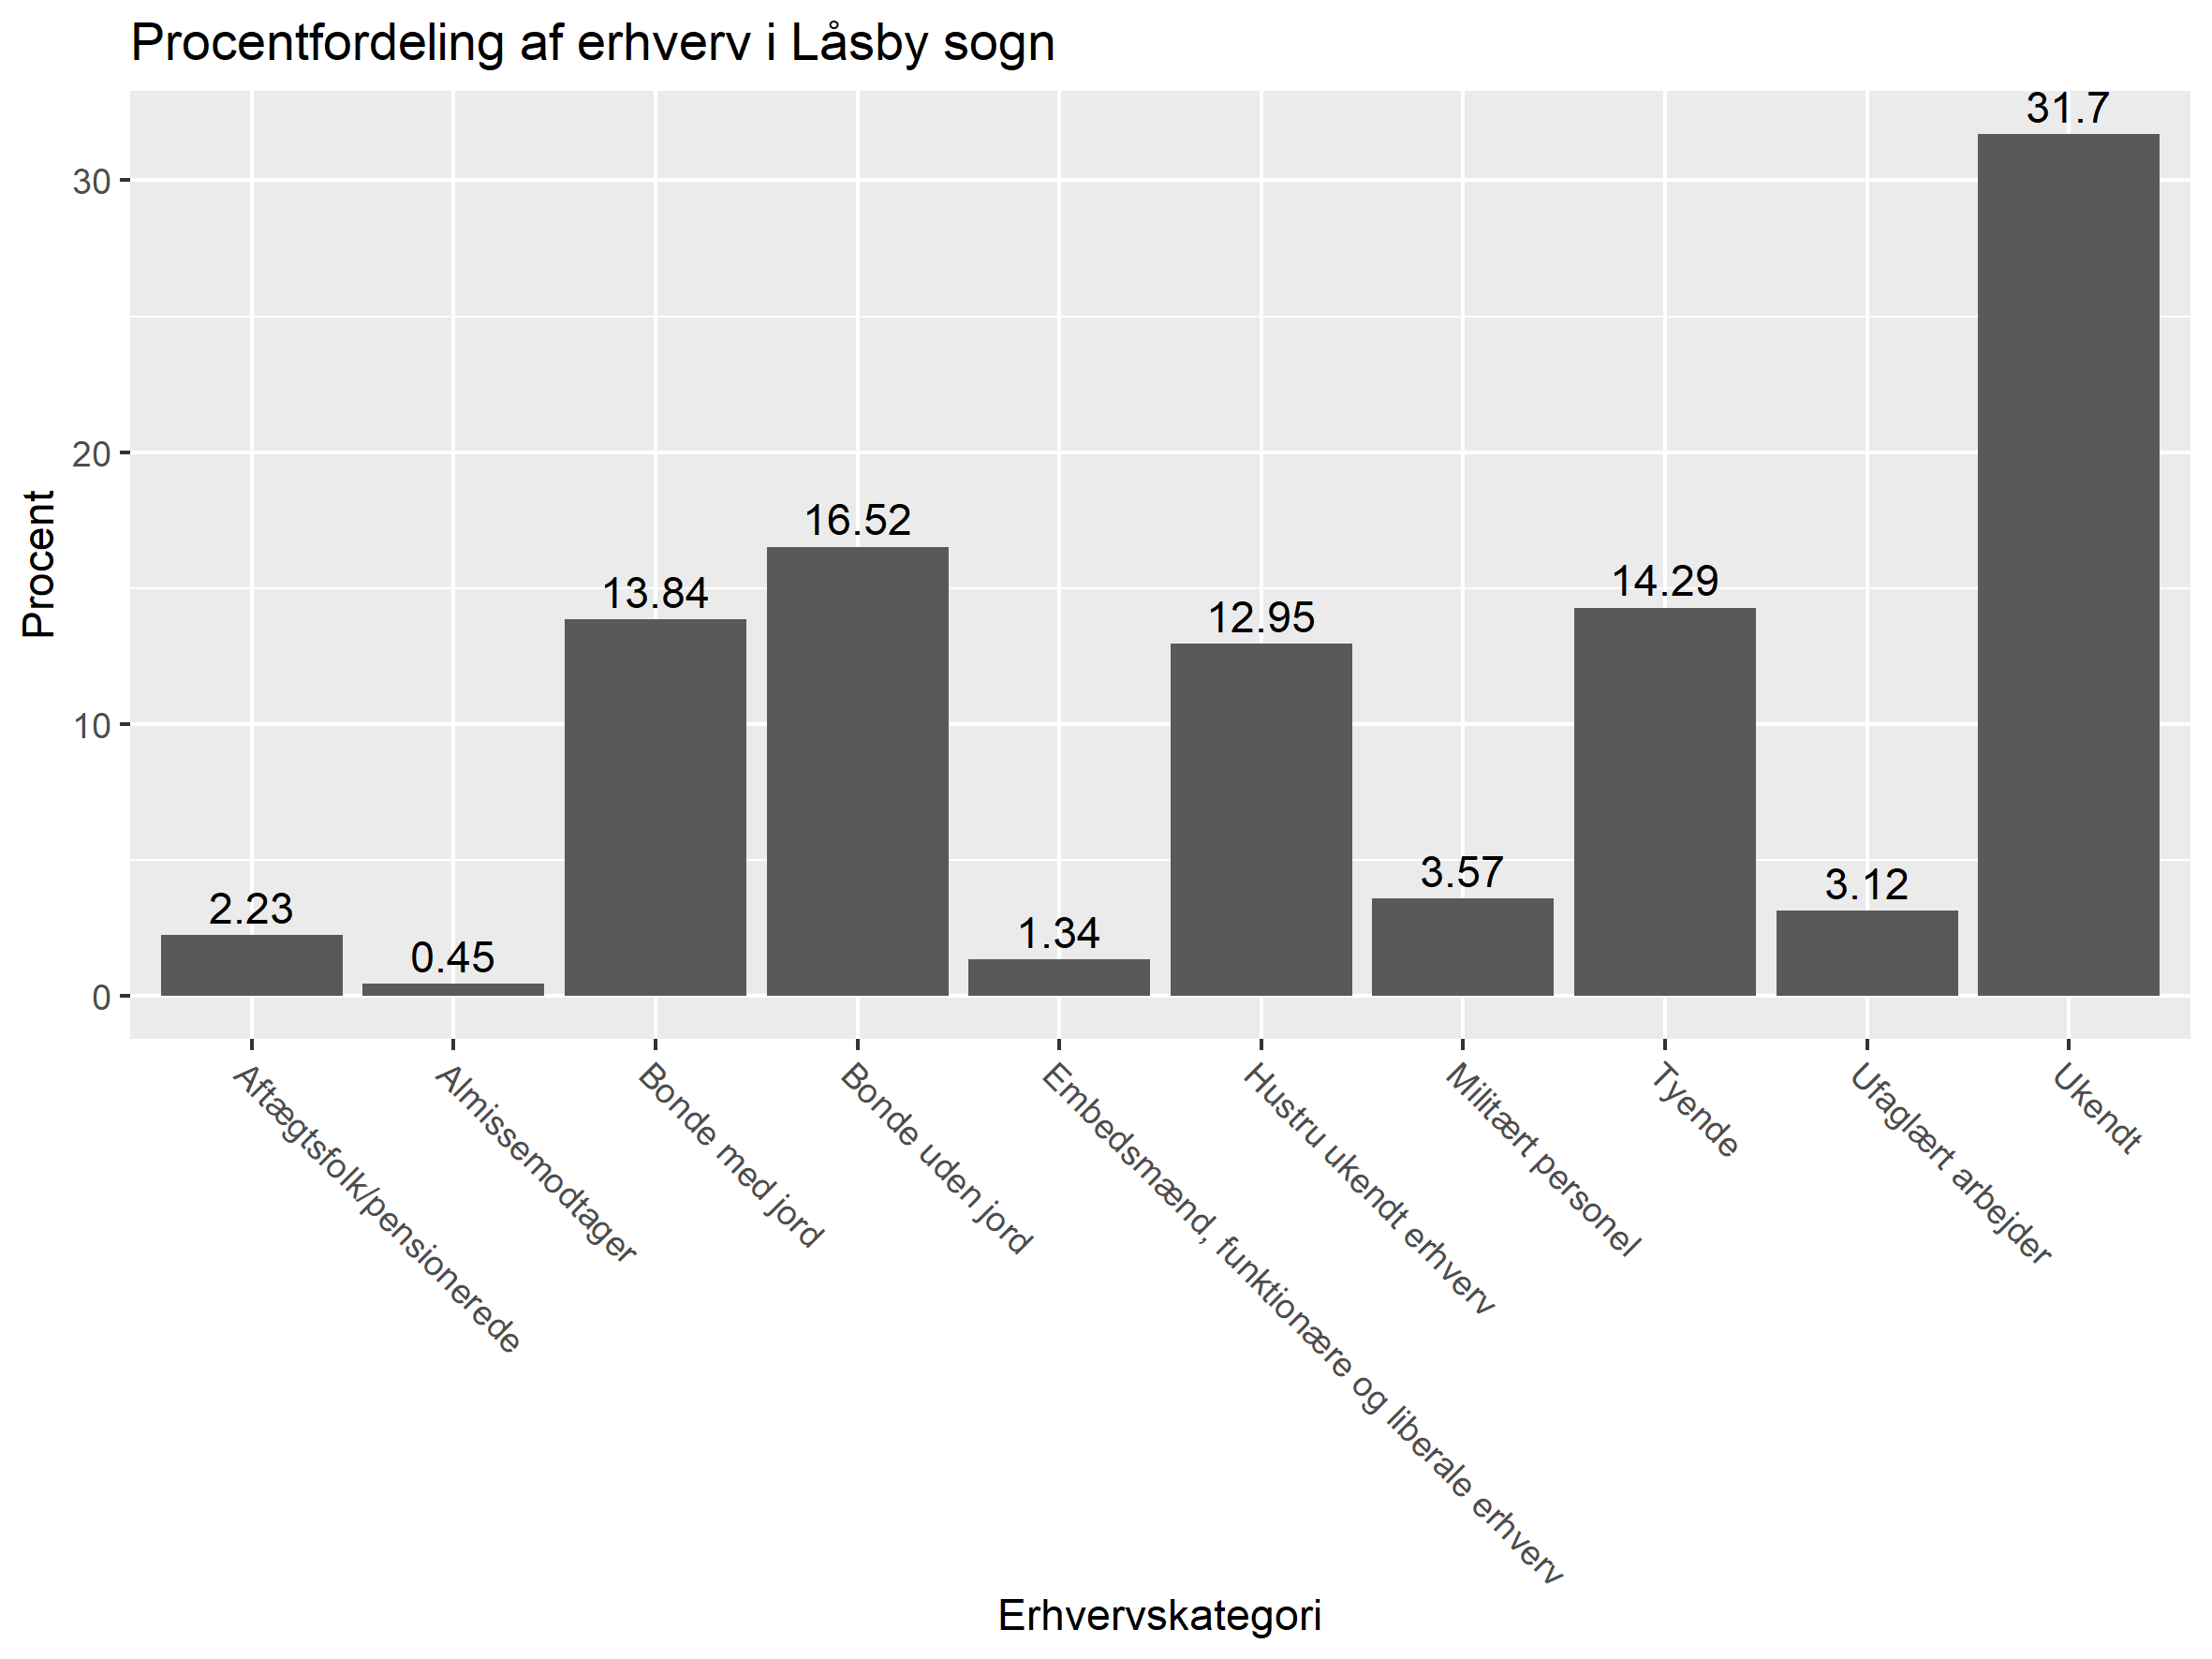 Procentfordeling af erhverv i Låsby sogn
Procent
30
20
10
0
2.23
0.45
13.84
16.52
1.34
12.95
3.57
14.29
3.12
31.7
Aftægtsfolk/pensionerede
Almissemodtager
Bonde med jord
Bonde uden jord
Embedsmænd, funktionære og liberale erhverv
Hustru ukendt erhverv
Militært personel
Tyende
Ufaglært arbejder
Ukendt
Erhvervskategori